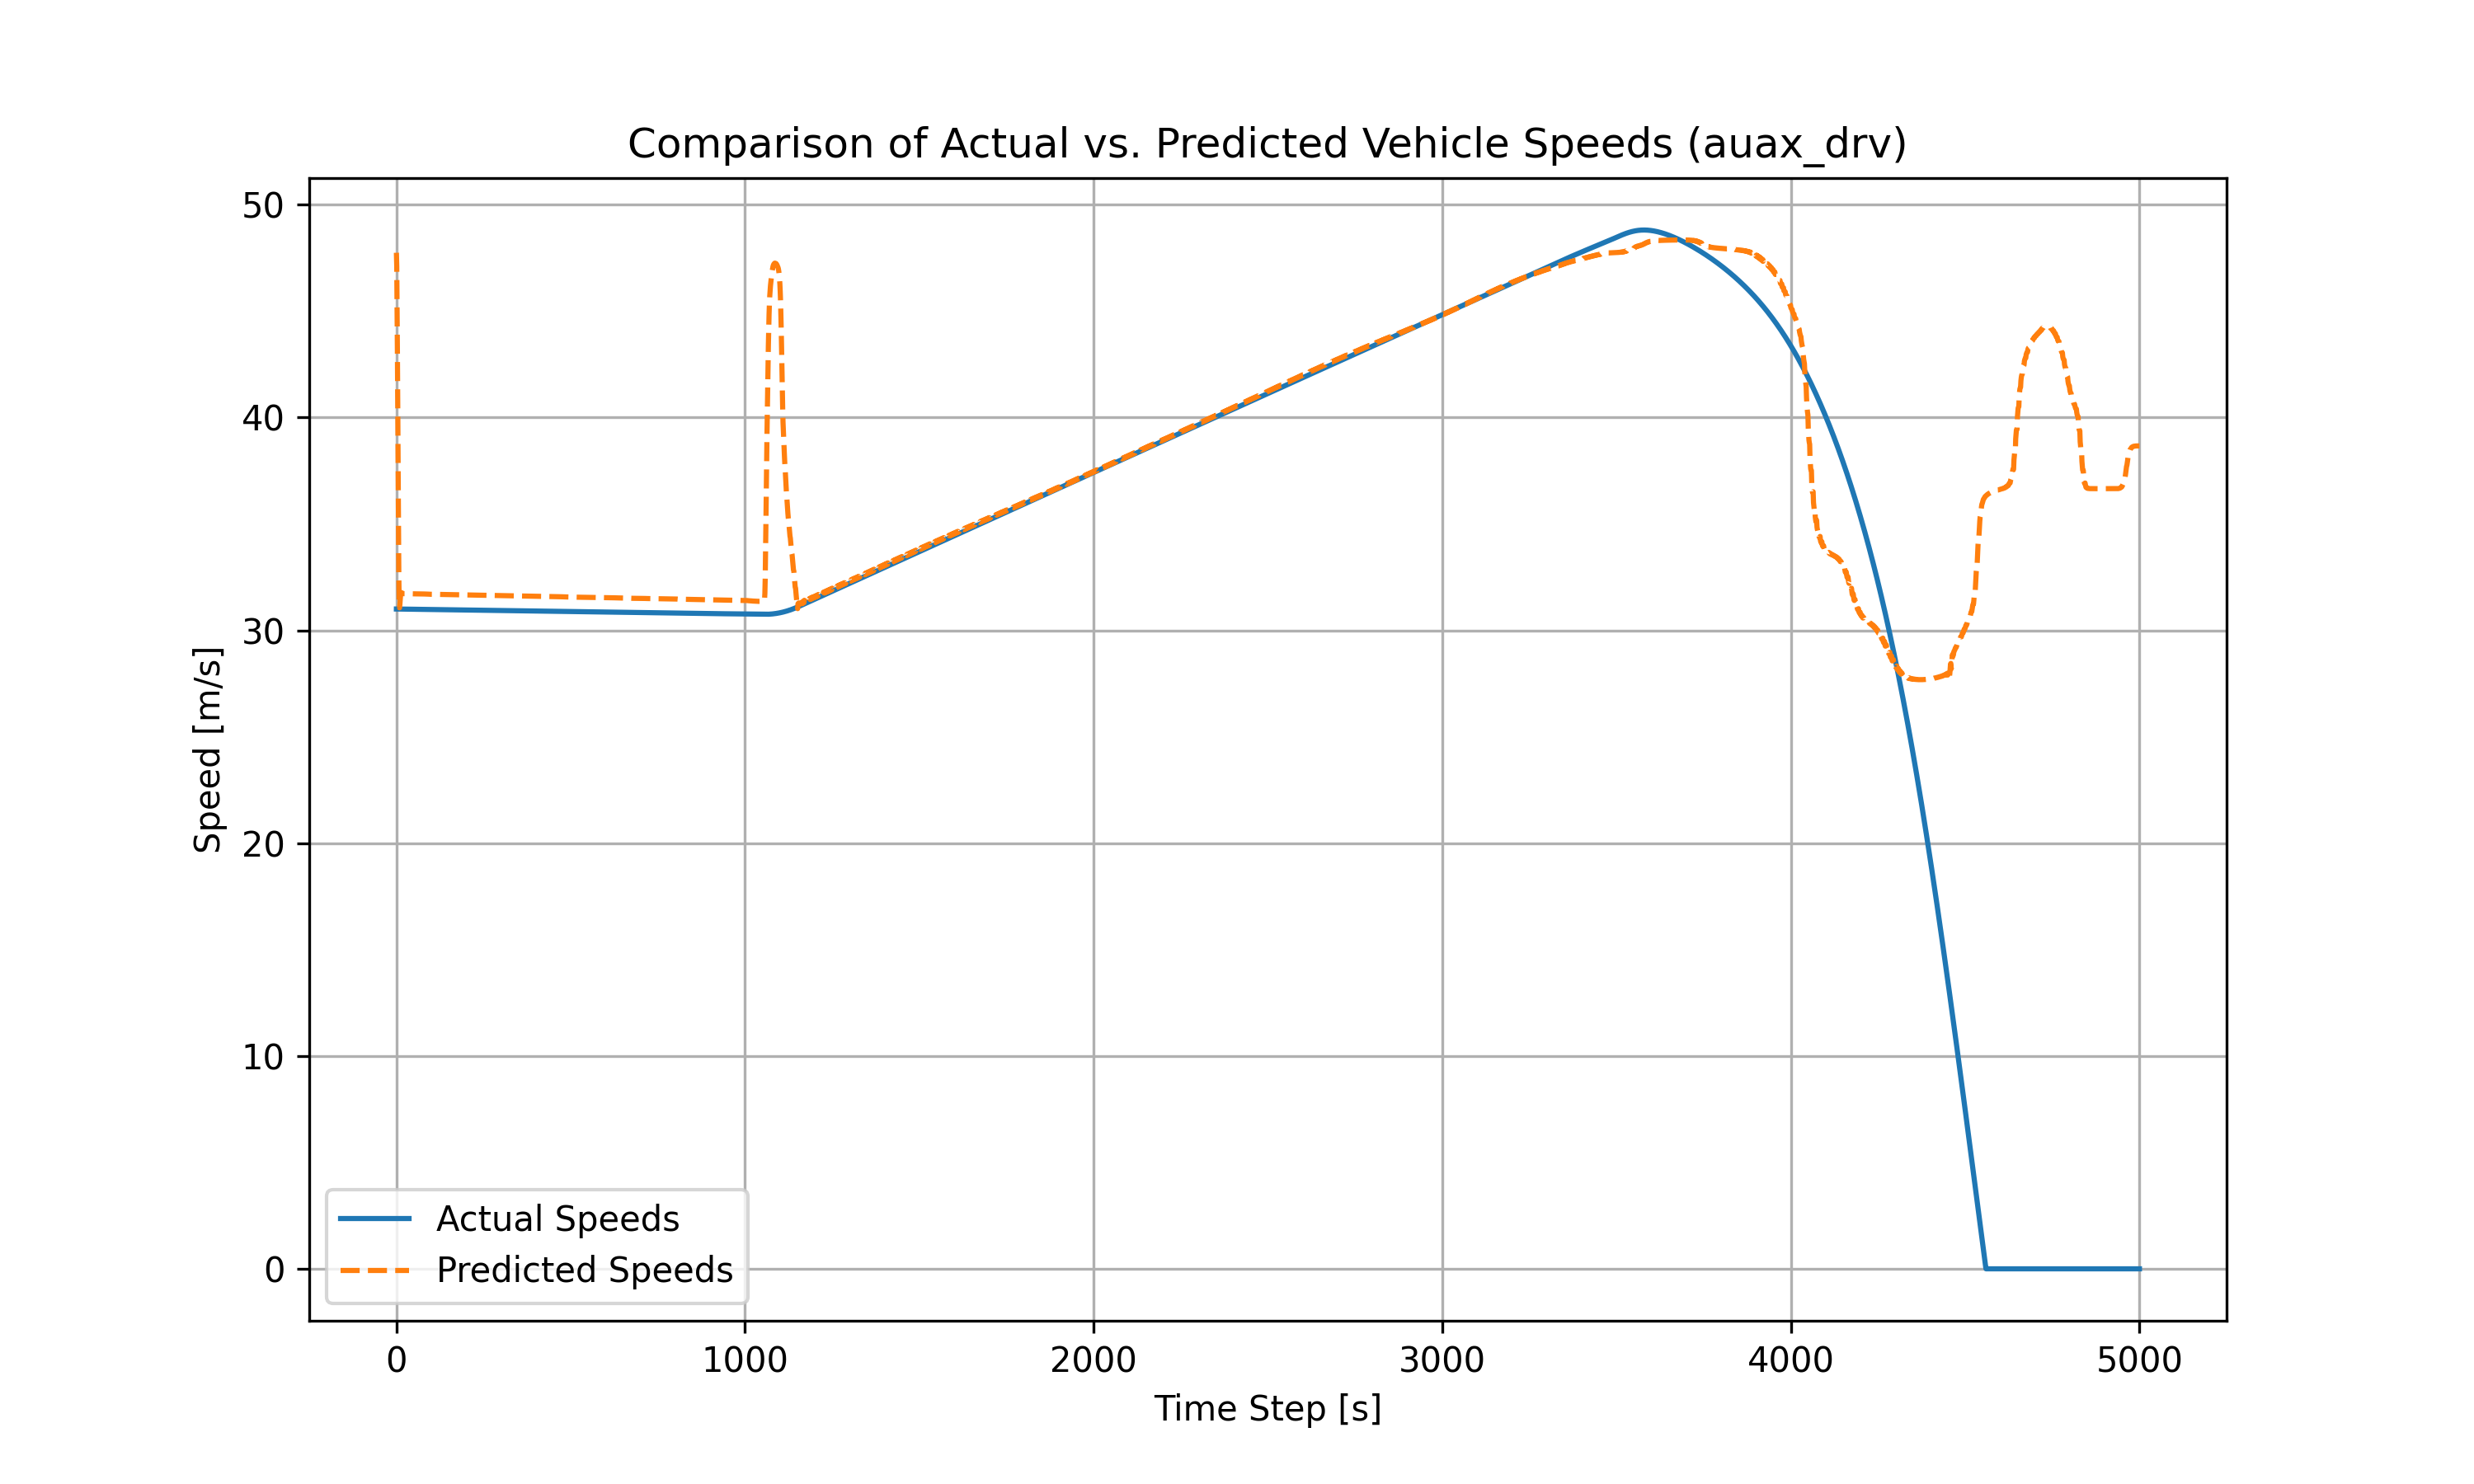 Comparison of Actual vs. Predicted Vehicle Speeds (auax_drv)
50
40
30
20
10
0
Speed [m/s]
Actual Speeds
Predicted Speeds
0
1000
2000
3000
4000
5000
Time Step [s]